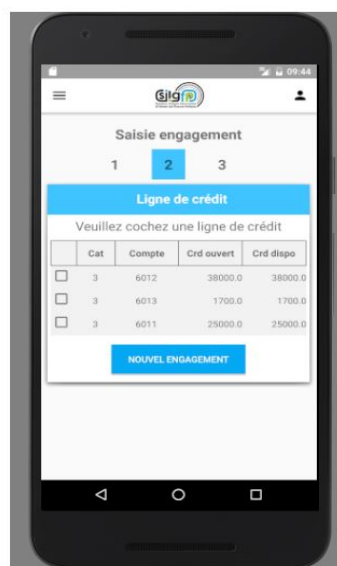 09:44
Saisie engagement
1 2 3
Ligne de crédit
Veuillez cochez une ligne de crédit
Cat Compte Crd ouvert Crd dispo
3 6012 38000.0 38000.0
3 6013 1700.0 1700.0
3 6011 25000.0 25000.0
NOUVEL ENGAGEMENT